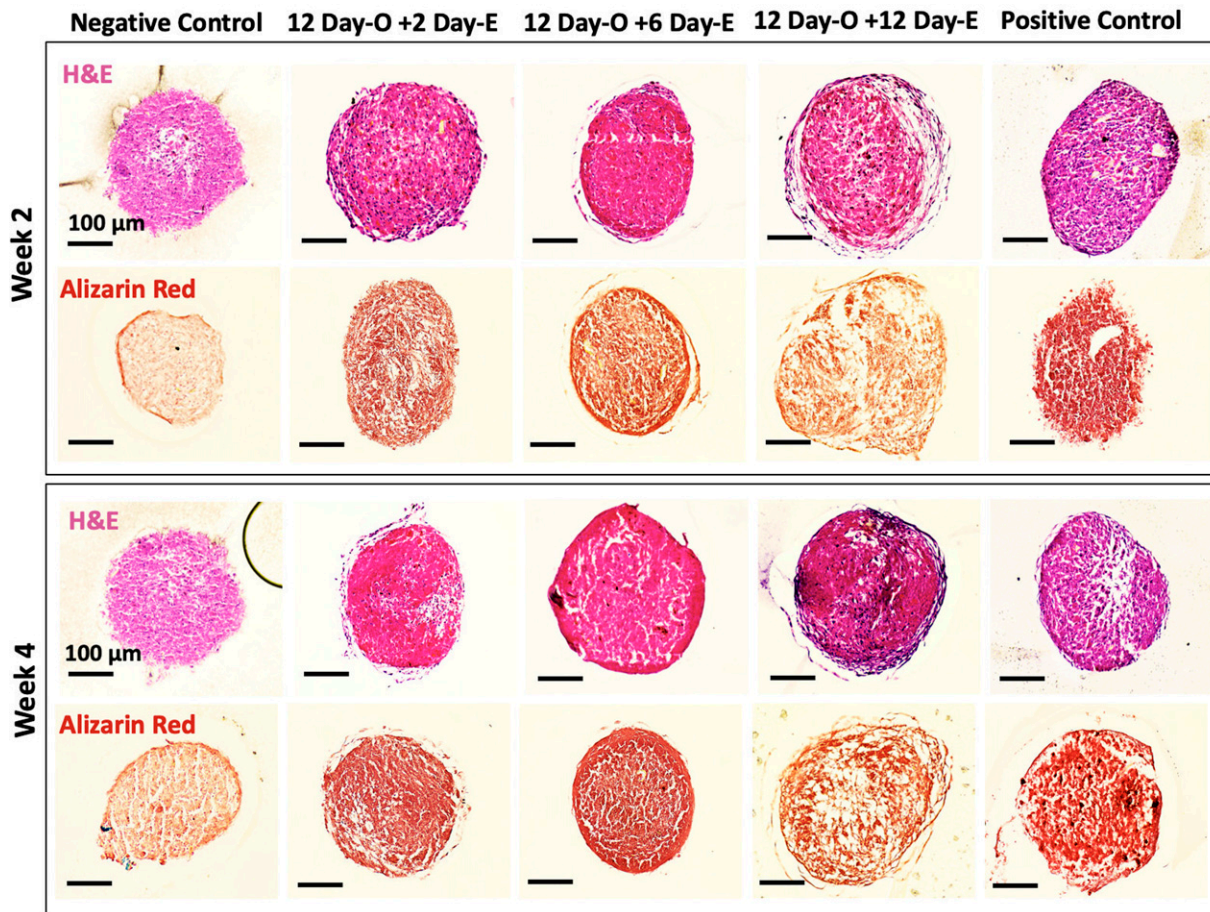 Negative Control 12 Day-O +2 Day-E 12 Day-O +6 Day-E 12 Day-O +12 Day-E Positive Control
Week 2
H&E
100 µm
Alizarin Red
Week 4
H&E
100 µm
Alizarin Red